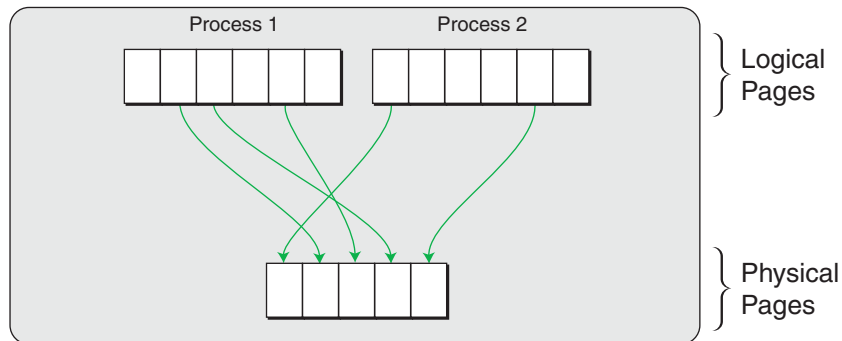 Process 1
Process 2
Logical
Pages
Physical
Pages